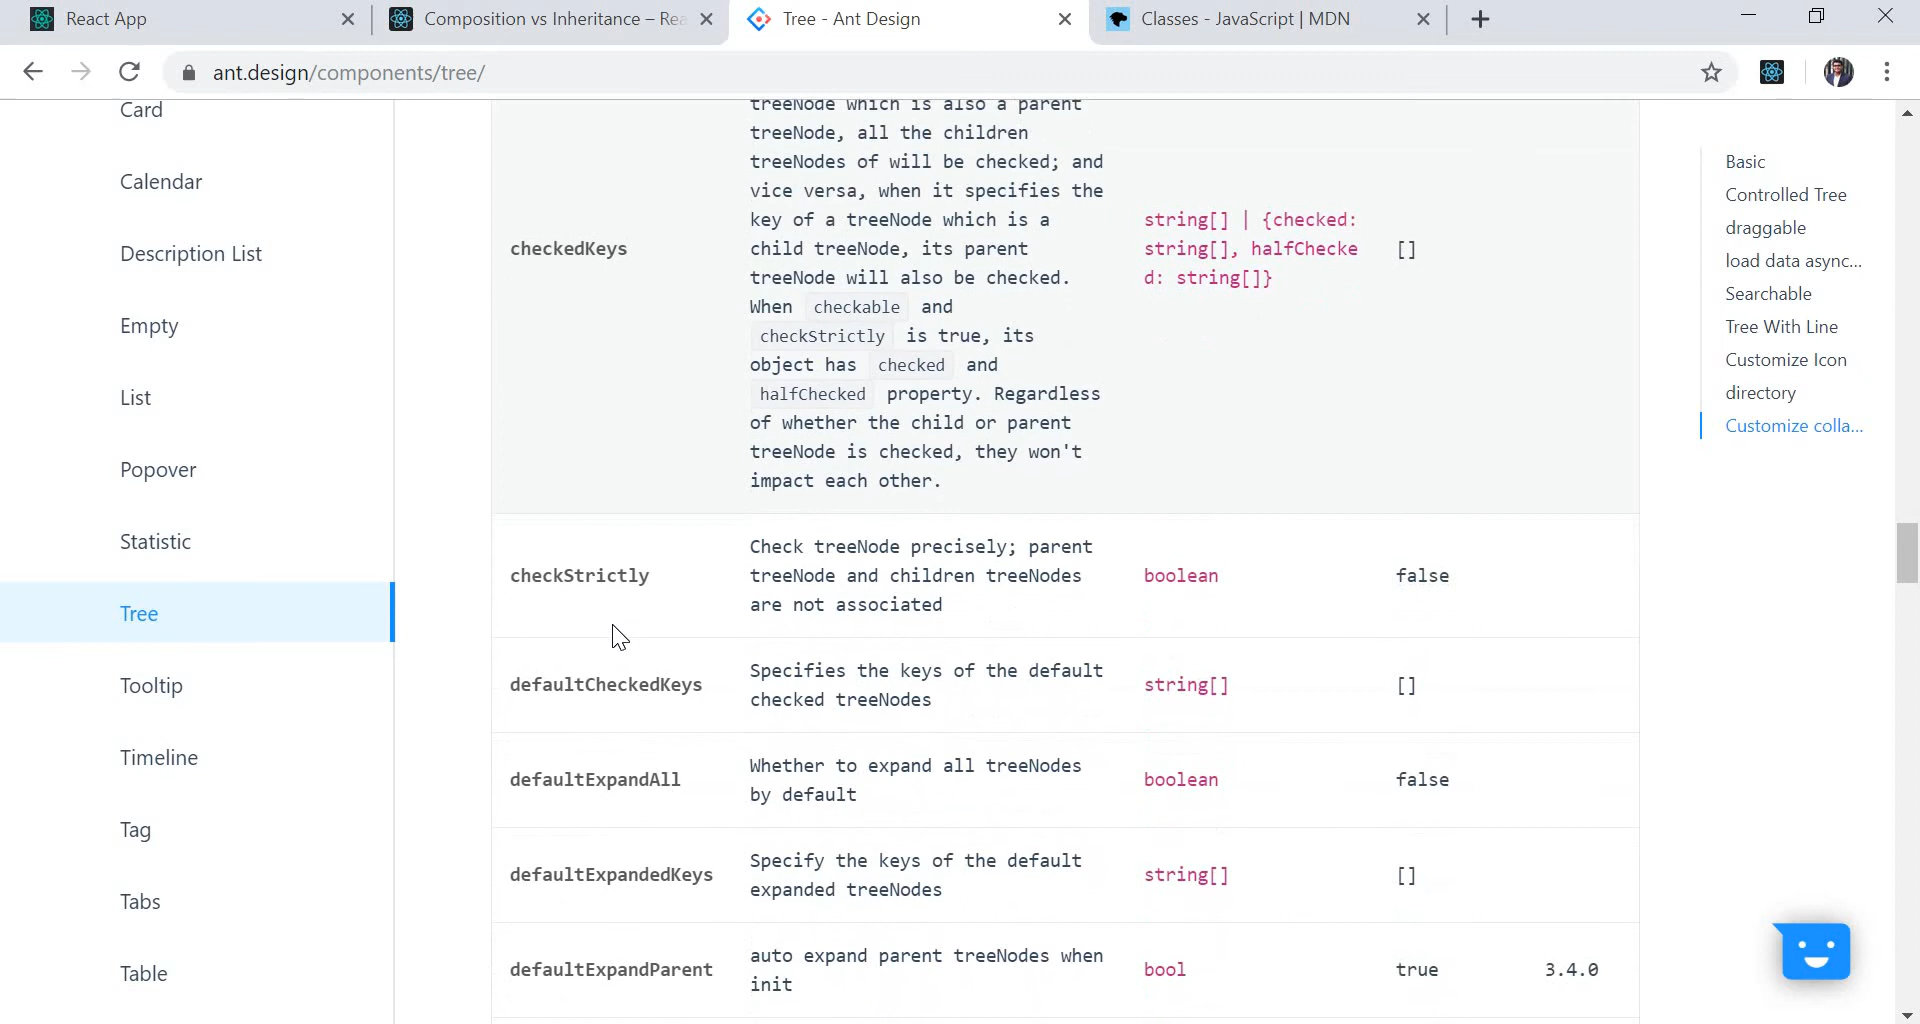 React App
Composition vs Inheritance – Rea
Tree - Ant Design
Classes - JavaScript | MDN
ant.design/components/tree/
Card
Calendar
Description List
Empty
List
Popover
Statistic
Tree
Tooltip
Timeline
Tag
Tabs
Table
treeNode which is also a parent
treeNode, all the children
treeNodes of will be checked; and
vice versa, when it specifies the
key of a treeNode which is a
child treeNode, its parent
treeNode will also be checked.
When checkable and
checkStrictly is true, its
object has checked and
halfChecked property. Regardless
of whether the child or parent
treeNode is checked, they won't
impact each other.
checkedKeys
string[] | {checked:
string[], halfChecke
d: string[]}
[]
checkStrictly
Check treeNode precisely; parent
treeNode and children treeNodes
are not associated
boolean
false
defaultCheckedKeys
Specifies the keys of the default
checked treeNodes
string[]
[]
defaultExpandAll
Whether to expand all treeNodes
by default
boolean
false
defaultExpandedKeys
Specify the keys of the default
expanded treeNodes
string[]
[]
defaultExpandParent
auto expand parent treeNodes when
init
bool
true
3.4.0
Basic
Controlled Tree
draggable
load data async...
Searchable
Tree With Line
Customize Icon
directory
Customize colla...